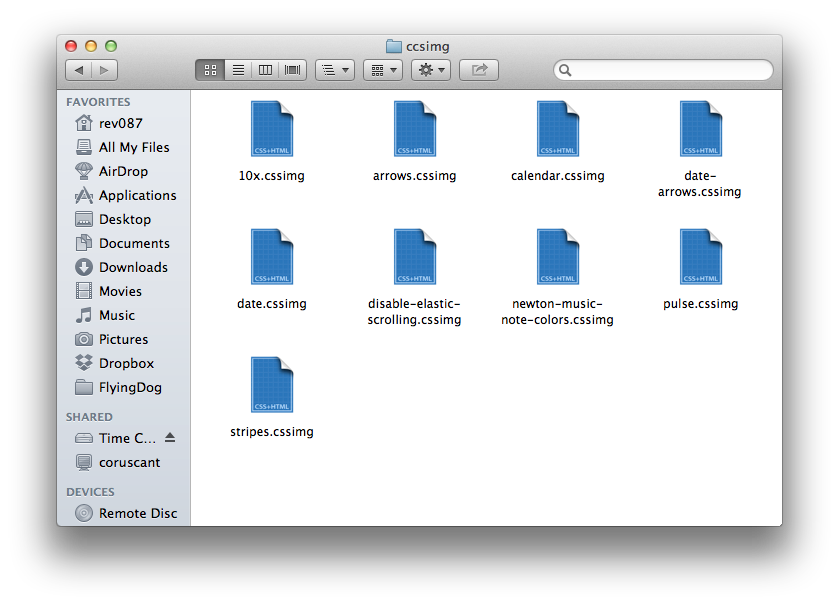 ccsimg
FAVORITES
rev087
All My Files
AirDrop
Applications
Desktop
Documents
Downloads
Movies
Music
Pictures
Dropbox
FlyingDog
SHARED
Time C...
coruscant
DEVICES
Remote Disc
CSS+HTML
CSS+HTML
CSS+HTML
CSS+HTML
10x.cssimg
arrows.cssimg
calendar.cssimg
date-
arrows.cssimg
CSS+HTML
CSS+HTML
CSS+HTML
CSS+HTML
date.cssimg
disable-elastic-
scrolling.cssimg
newton-music-
note-colors.cssimg
pulse.cssimg
CSS+HTML
stripes.cssimg